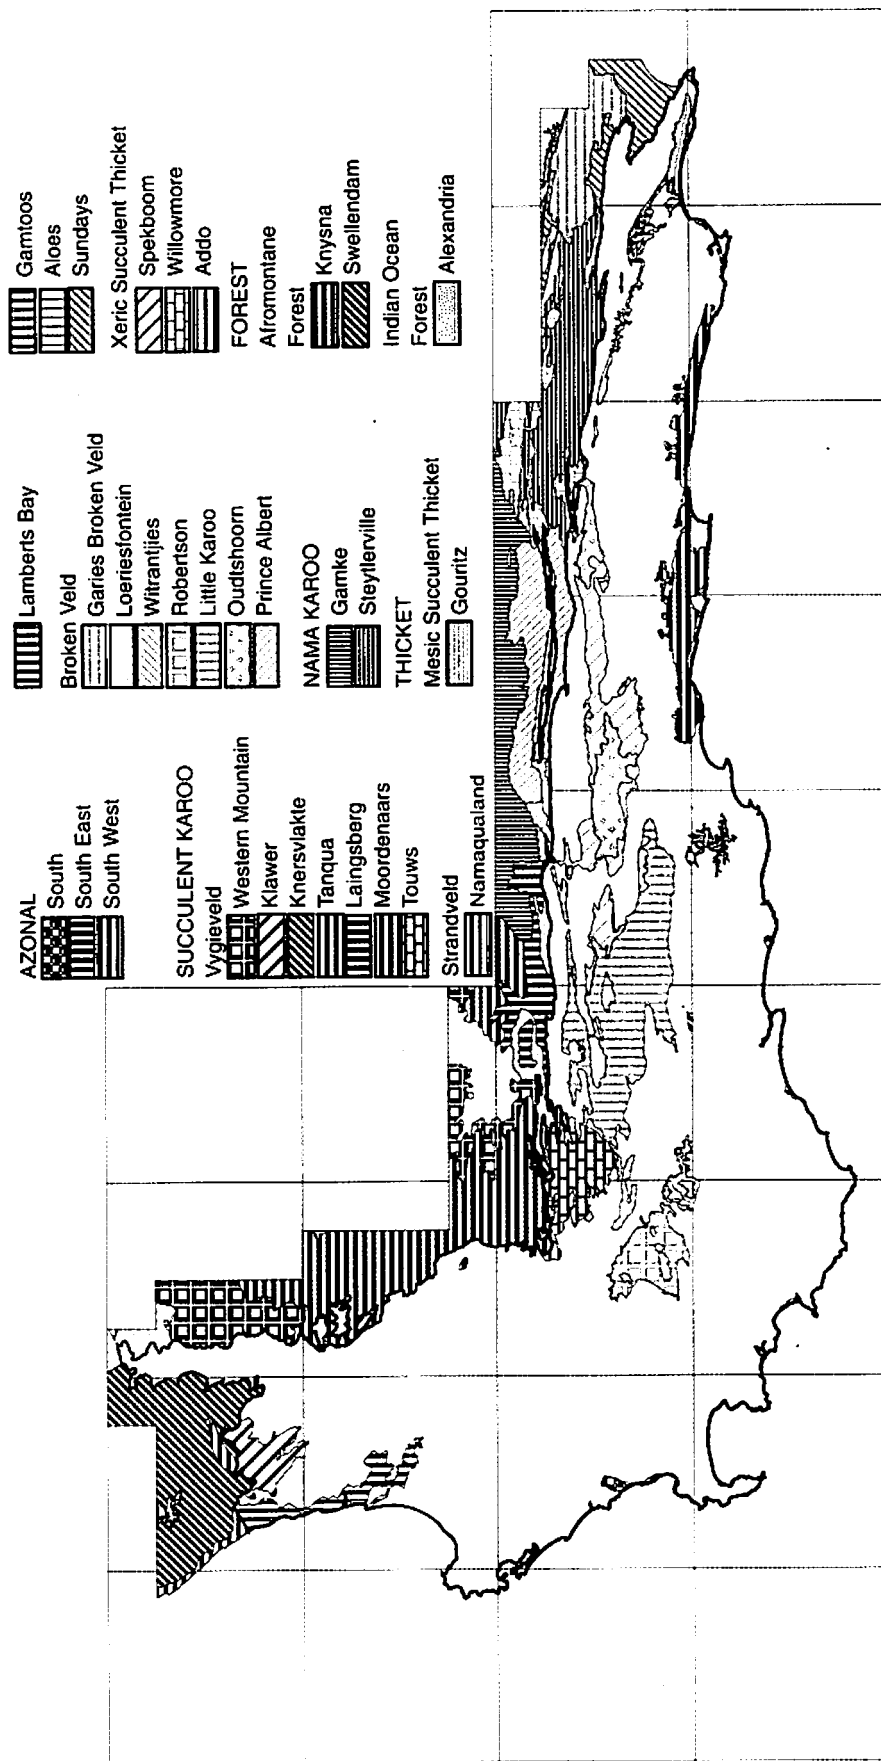 AZONAL
South
South East
South West
SUCCULENT KAROO
Vygieveld
Western Mountain
Klawer
Knersvlakte
Tanqua
Laingsberg
Moordenaars
Touws
Strandveld
Namaqualand
Lamberts Bay
Broken Veld
Garies Broken Veld
Loeriesfontein
Witrantjies
Robertson
Little Karoo
Oudtshoorn
Prince Albert
NAMA KAROO
Gamke
Steytlerville
THICKET
Mesic Succulent Thicket
Gouritz
Gamtoos
Aloes
Sundays
Xeric Succulent Thicket
Spekboom
Willowmore
Addo
FOREST
Afromontane
Forest
Knysna
Swellendam
Indian Ocean
Forest
Alexandria